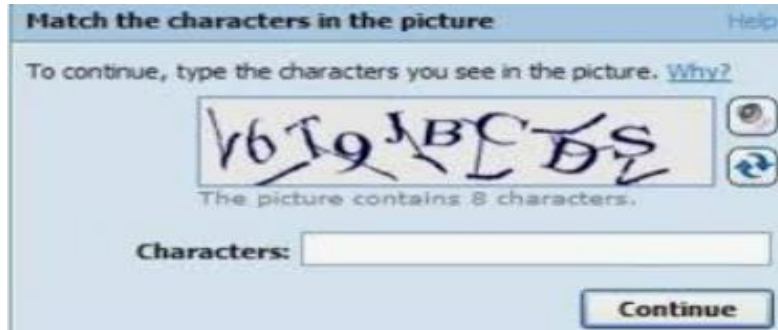 Match the characters in the picture
Help
To continue, type the characters you see in the picture. Why?
The picture contains 8 characters.
Characters:
Continue